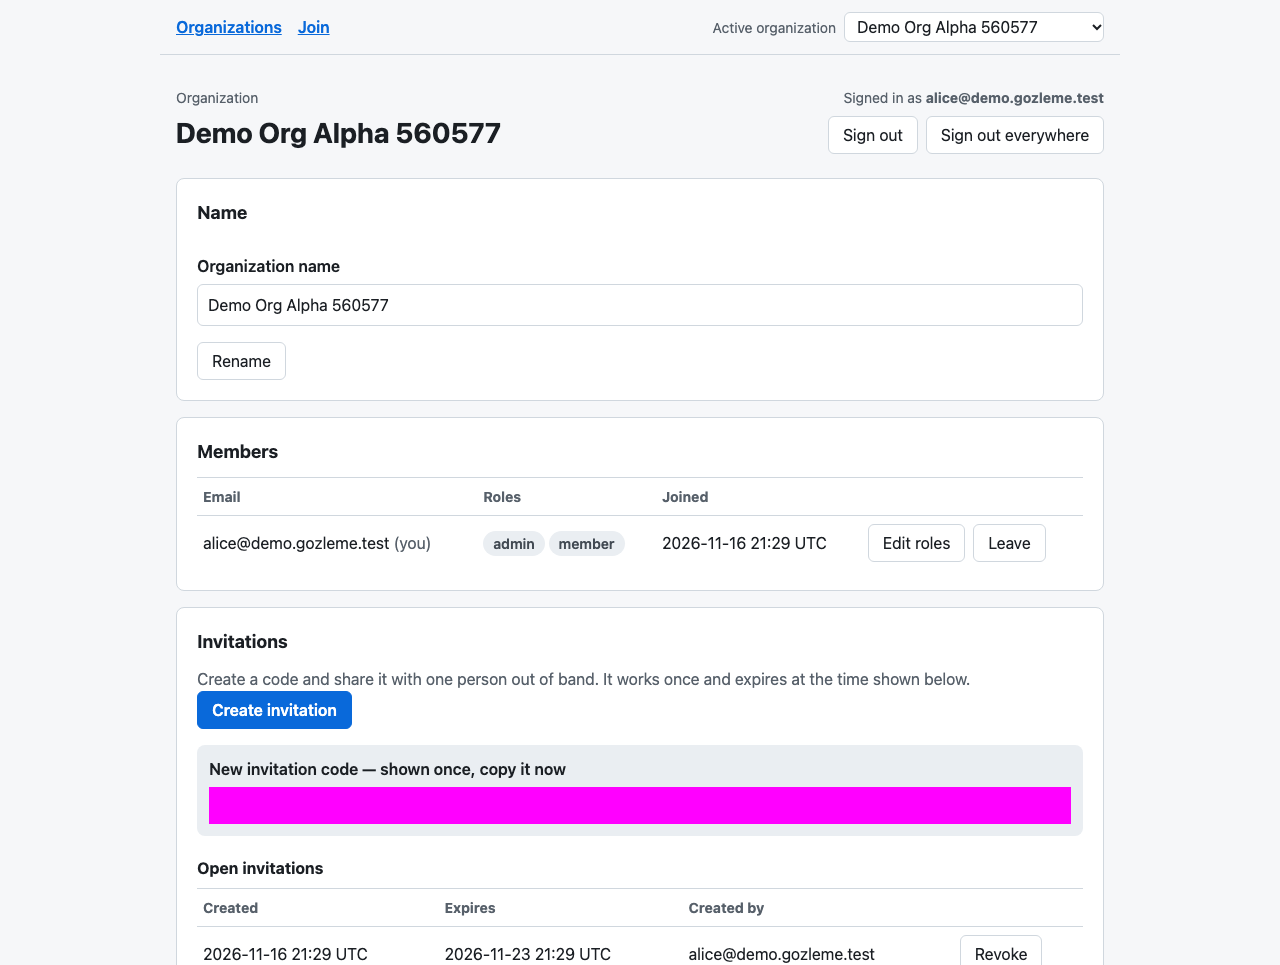 Organizations Join Active organization Demo Org Alpha 560577
Organization Signed in as alice@demo.gozleme.test
Demo Org Alpha 560577 Sign out Sign out everywhere
Name
Organization name
Demo Org Alpha 560577
Rename
Members
Email Roles Joined
alice@demo.gozleme.test (you) admin member 2026-11-16 21:29 UTC Edit roles Leave
Invitations
Create a code and share it with one person out of band. It works once and expires at the time shown below.
Create invitation
New invitation code — shown once, copy it now
Open invitations
Created Expires Created by
2026-11-16 21:29 UTC 2026-11-23 21:29 UTC alice@demo.gozleme.test Revoke